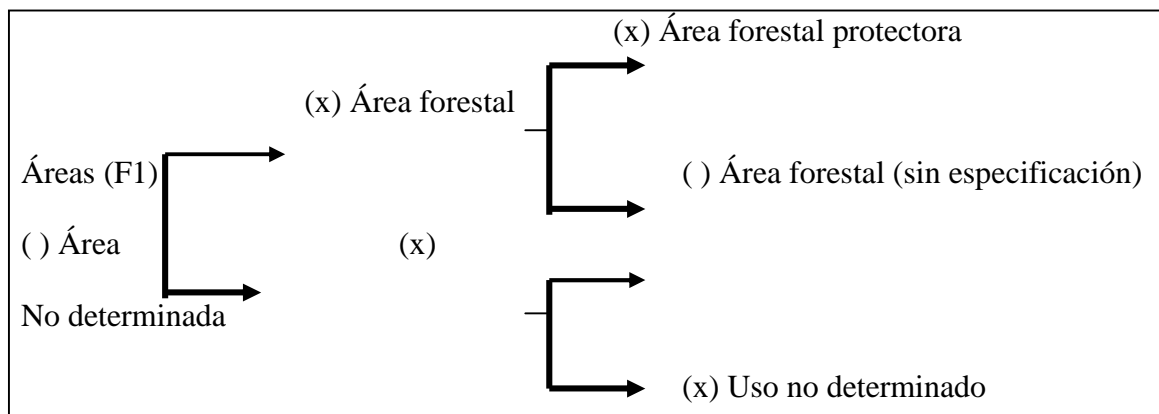 (x) Área forestal protectora
(x) Área forestal
Áreas (F1)
( ) Área forestal (sin especificación)
( ) Área
(x)
No determinada
(x) Uso no determinado